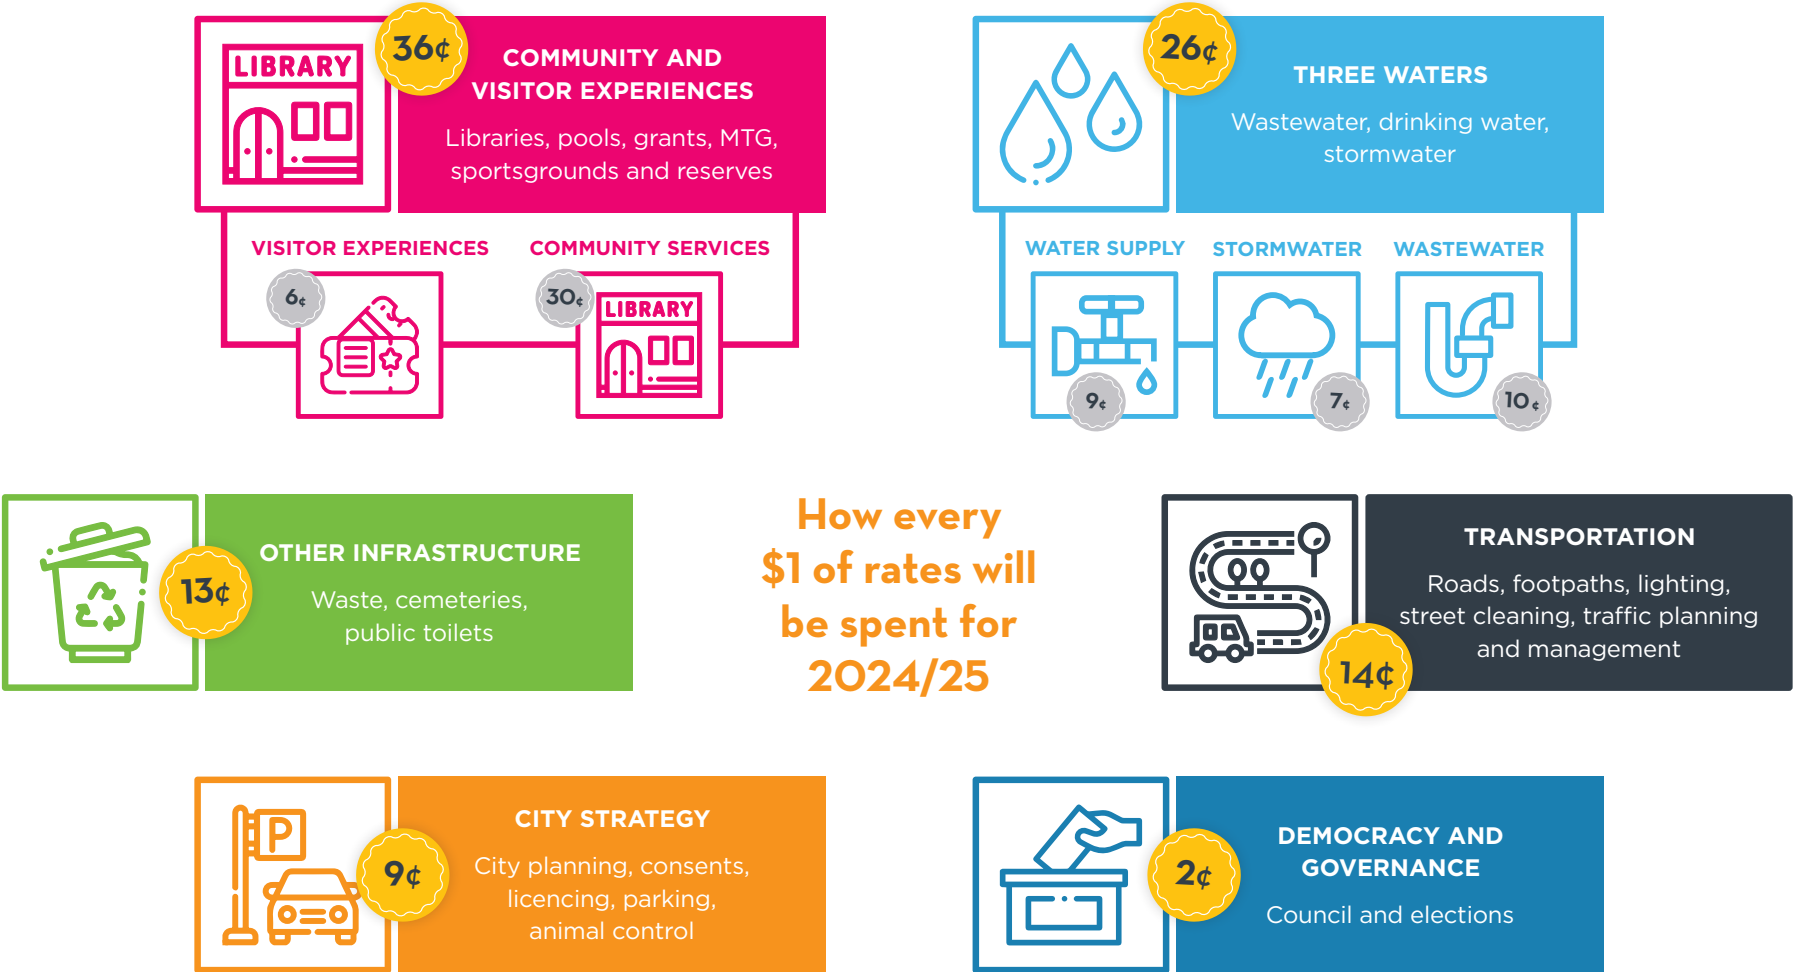 LIBRARY
36¢
COMMUNITY AND
VISITOR EXPERIENCES
Libraries, pools, grants, MTG,
sportsgrounds and reserves
VISITOR EXPERIENCES
6¢
COMMUNITY SERVICES
30¢
LIBRARY
26¢
THREE WATERS
Wastewater, drinking water,
stormwater
WATER SUPPLY
9¢
STORMWATER
7¢
WASTEWATER
10¢
13¢
OTHER INFRASTRUCTURE
Waste, cemeteries,
public toilets
How every
$1 of rates will
be spent for
2024/25
14¢
TRANSPORTATION
Roads, footpaths, lighting,
street cleaning, traffic planning
and management
P
9¢
CITY STRATEGY
City planning, consents,
licencing, parking,
animal control
2¢
DEMOCRACY AND
GOVERNANCE
Council and elections